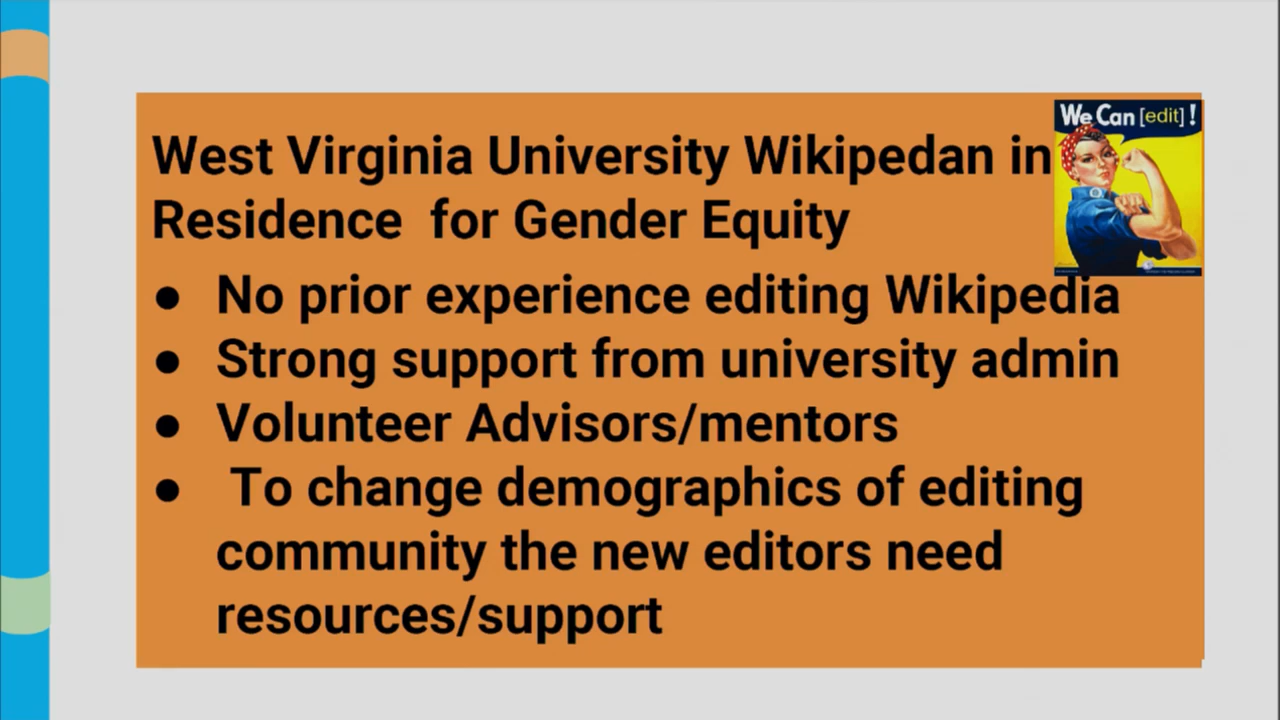 We Can [edit] !
West Virginia University Wikipedan in
Residence for Gender Equity
● No prior experience editing Wikipedia
● Strong support from university admin
● Volunteer Advisors/mentors
● To change demographics of editing
community the new editors need
resources/support